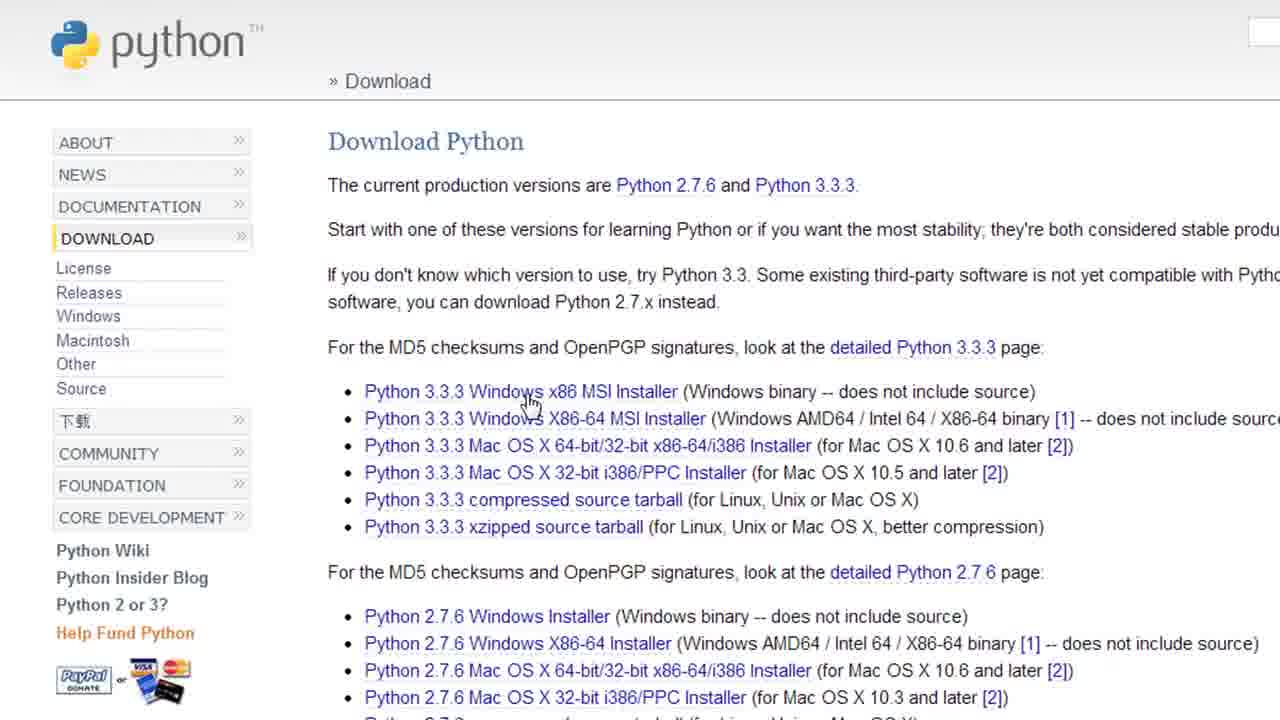 python TM
» Download
ABOUT »
NEWS »
DOCUMENTATION »
DOWNLOAD »
License
Releases
Windows
Macintosh
Other
Source
下载 »
COMMUNITY »
FOUNDATION »
CORE DEVELOPMENT »
Python Wiki
Python Insider Blog
Python 2 or 3?
Help Fund Python
PayPal
DONATE
or
VISA
MasterCard
Download Python
The current production versions are Python 2.7.6 and Python 3.3.3.
Start with one of these versions for learning Python or if you want the most stability; they're both considered stable produ
If you don't know which version to use, try Python 3.3. Some existing third-party software is not yet compatible with Pytho
software, you can download Python 2.7.x instead.
For the MD5 checksums and OpenPGP signatures, look at the detailed Python 3.3.3 page:
• Python 3.3.3 Windows x86 MSI Installer (Windows binary -- does not include source)
• Python 3.3.3 Windows X86-64 MSI Installer (Windows AMD64 / Intel 64 / X86-64 binary [1] -- does not include source
• Python 3.3.3 Mac OS X 64-bit/32-bit x86-64/i386 Installer (for Mac OS X 10.6 and later [2])
• Python 3.3.3 Mac OS X 32-bit i386/PPC Installer (for Mac OS X 10.5 and later [2])
• Python 3.3.3 compressed source tarball (for Linux, Unix or Mac OS X)
• Python 3.3.3 xzipped source tarball (for Linux, Unix or Mac OS X, better compression)
For the MD5 checksums and OpenPGP signatures, look at the detailed Python 2.7.6 page:
• Python 2.7.6 Windows Installer (Windows binary -- does not include source)
• Python 2.7.6 Windows X86-64 Installer (Windows AMD64 / Intel 64 / X86-64 binary [1] -- does not include source)
• Python 2.7.6 Mac OS X 64-bit/32-bit x86-64/i386 Installer (for Mac OS X 10.6 and later [2])
• Python 2.7.6 Mac OS X 32-bit i386/PPC Installer (for Mac OS X 10.3 and later [2])